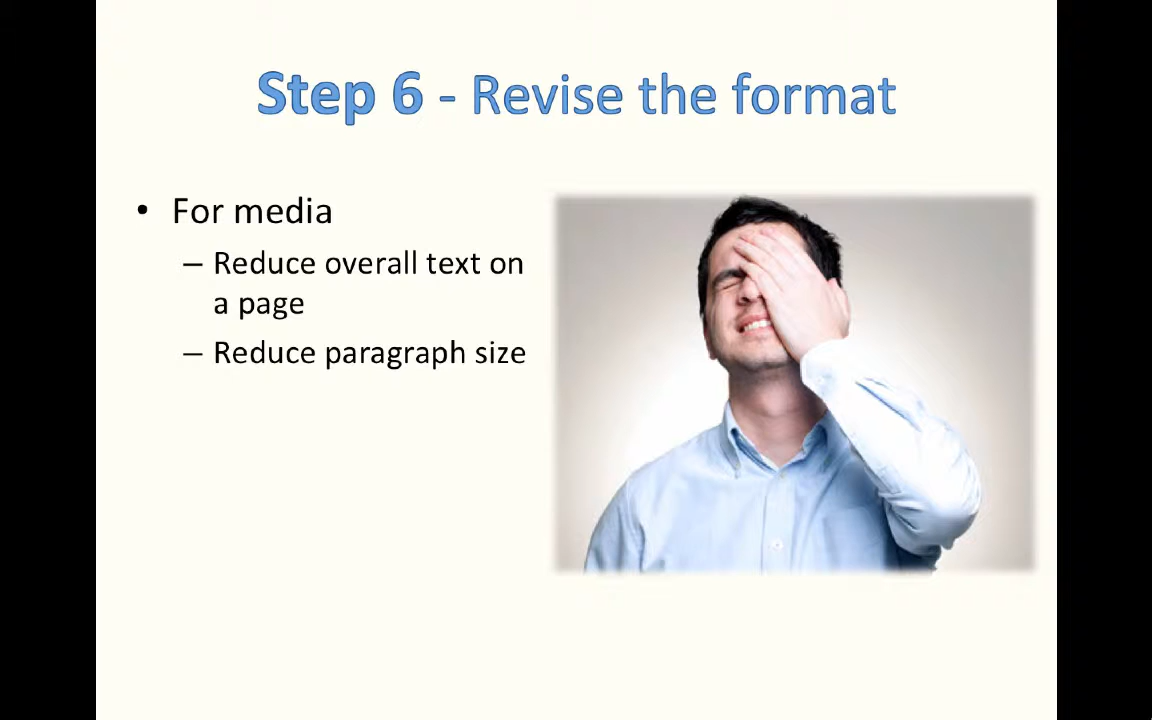 Step 6 - Revise the format
• For media
– Reduce overall text on
a page
– Reduce paragraph size